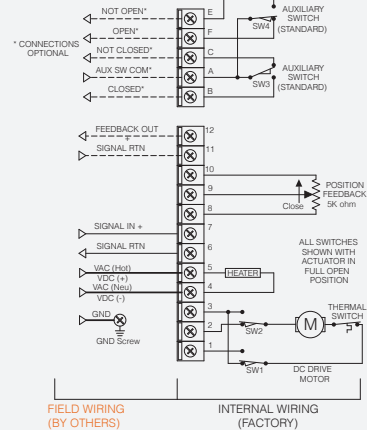 NOT OPEN*
OPEN*
* CONNECTIONS
OPTIONAL
NOT CLOSED*
AUX SW COM*
CLOSED*
E
F
C
A
B
AUXILIARY
SWITCH
(STANDARD)
SW4
AUXILIARY
SWITCH
(STANDARD)
SW3
FEEDBACK OUT
+
SIGNAL RTN
12
11
10
9
8
7
6
5
4
3
2
1
POSITION
FEEDBACK
5K ohm
Close
SIGNAL IN +
SIGNAL RTN
VAC (Hot)
VDC (+)
VAC (Neu)
VDC (-)
GND
GND Screw
HEATER
ALL SWITCHES
SHOWN WITH
ACTUATOR IN
FULL OPEN
POSITION
THERMAL
SWITCH
M
SW2
SW1
DC DRIVE
MOTOR
FIELD WIRING
(BY OTHERS)
INTERNAL WIRING
(FACTORY)